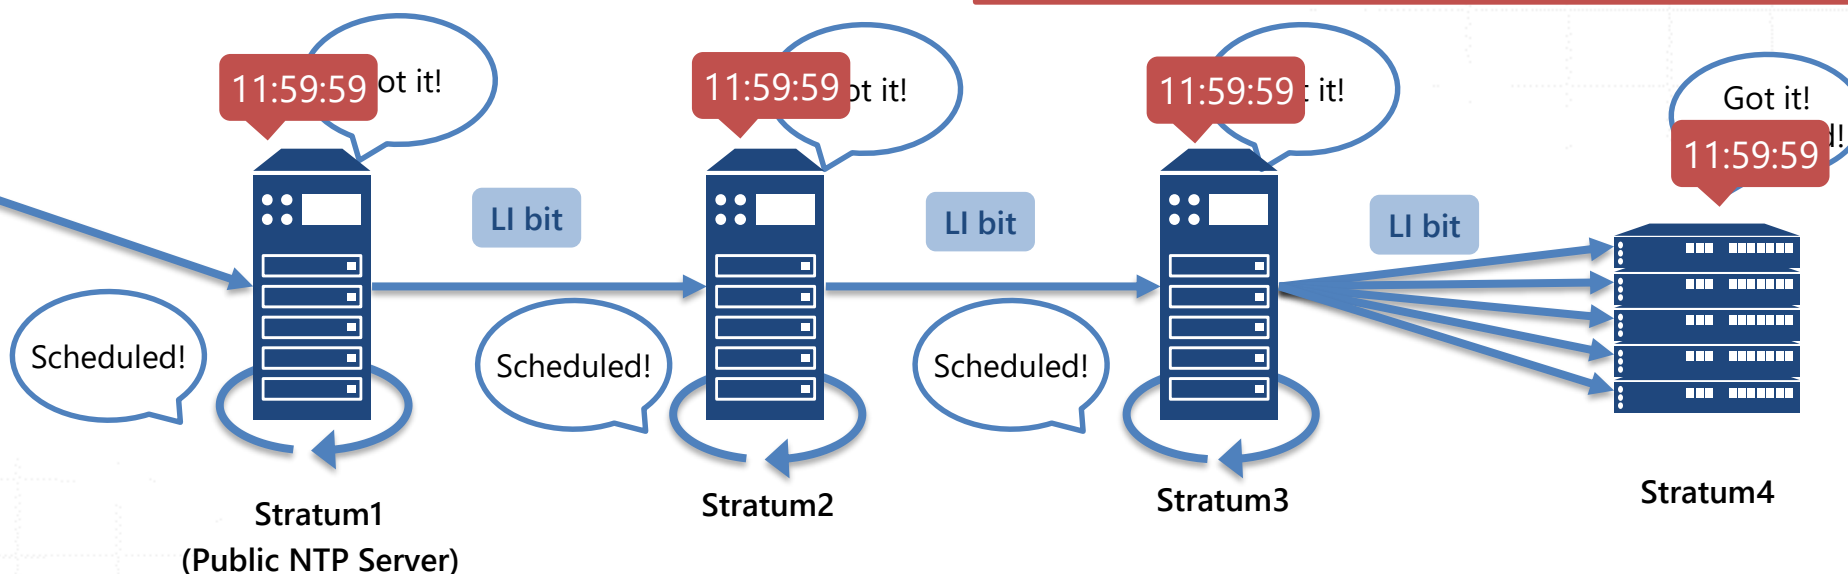 11:59:59
ot it!
11:59:59
ot it!
11:59:59
it!
Got it!
11:59:59
LI bit
LI bit
LI bit
Scheduled!
Scheduled!
Scheduled!
Stratum1
(Public NTP Server)
Stratum2
Stratum3
Stratum4